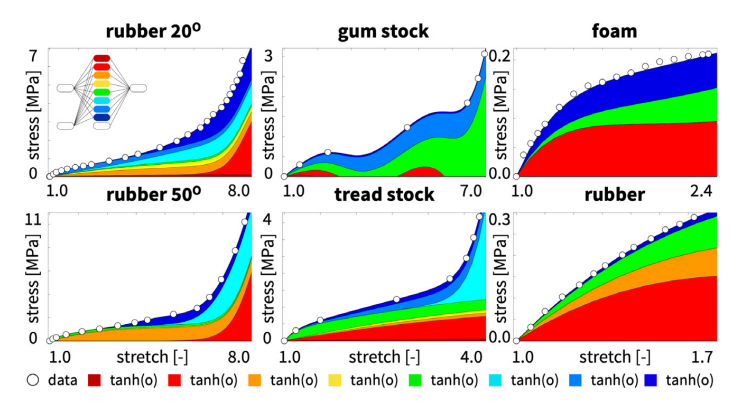 rubber 20º
gum stock
foam
7
stress [MPa]
0
1.0
8.0
3
stress [MPa]
0
1.0
7.0
0.2
stress [MPa]
0
1.0
2.4
rubber 50º
tread stock
rubber
11
stress [MPa]
0
1.0
stretch [-]
8.0
4
stress [MPa]
0
1.0
stretch [-]
4.0
0.3
stress [MPa]
0.0
1.0
stretch [-]
1.7
data tanh(o) tanh(o) tanh(o) tanh(o) tanh(o) tanh(o) tanh(o) tanh(o)